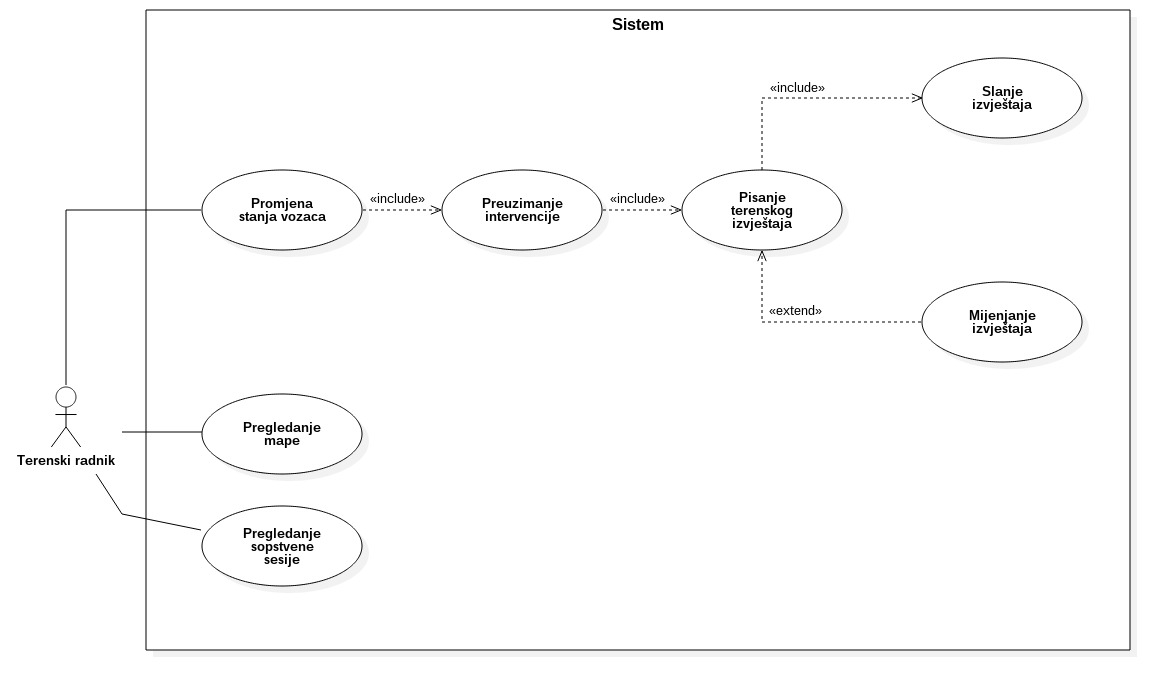 Sistem
«include»
Slanje
izvještaja
Promjena
stanja vozaca
«include»
Preuzimanje
intervencije
«include»
Pisanje
terenskog
izvještaja
«extend»
Mijenjanje
izvještaja
Terenski radnik
Pregledanje
mape
Pregledanje
sopstvene
sesije